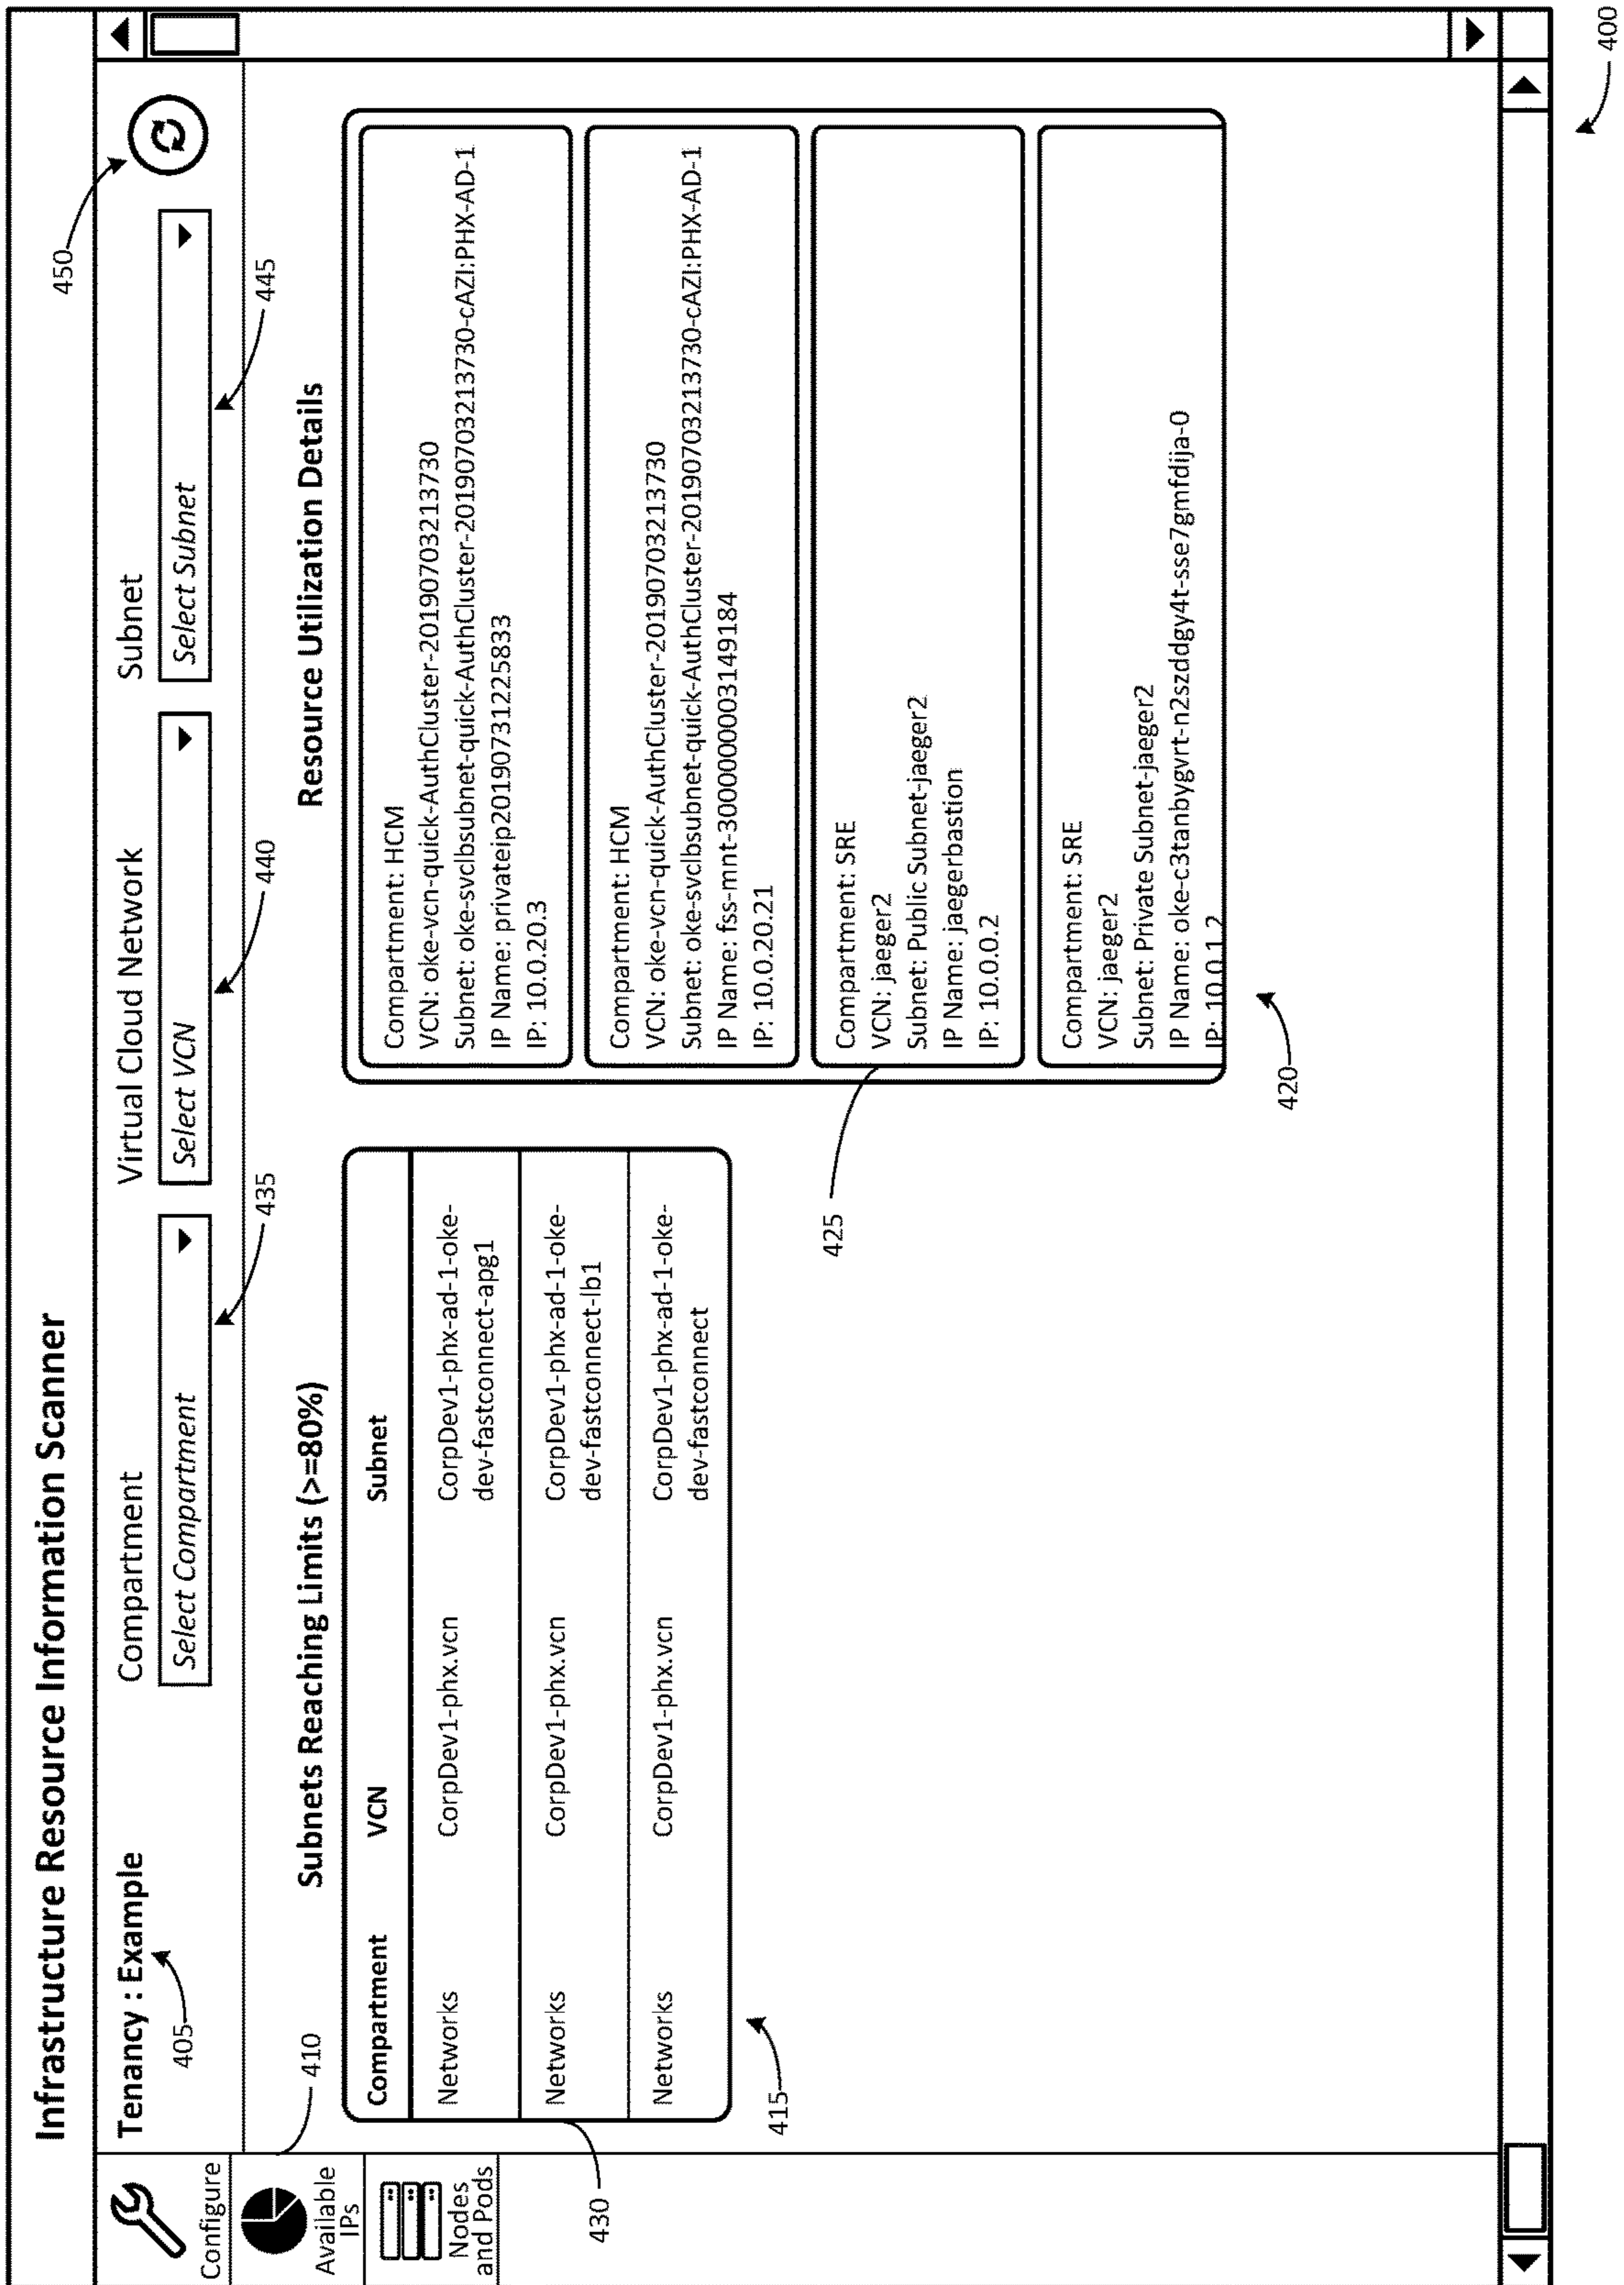 Infrastructure Resource Information Scanner
Configure
Available
IPs
Nodes
and Pods
Tenancy : Example
405
410
Compartment
Select Compartment
435
Virtual Cloud Network
Select VCN
440
Subnet
Select Subnet
445
450
Subnets Reaching Limits (>=80%)
Compartment VCN Subnet
Networks CorpDev1-phx.vcn CorpDev1-phx-ad-1-oke-
dev-fastconnect-apg1
Networks CorpDev1-phx.vcn CorpDev1-phx-ad-1-oke-
dev-fastconnect-lb1
Networks CorpDev1-phx.vcn CorpDev1-phx-ad-1-oke-
dev-fastconnect
430
415
Resource Utilization Details
Compartment: HCM
VCN: oke-vcn-quick-AuthCluster-20190703213730
Subnet: oke-svclbsubnet-quick-AuthCluster-20190703213730-cAZI:PHX-AD-1
IP Name: privateip20190731225833
IP: 10.0.20.3
Compartment: HCM
VCN: oke-vcn-quick-AuthCluster-20190703213730
Subnet: oke-svclbsubnet-quick-AuthCluster-20190703213730-cAZI:PHX-AD-1
IP Name: fss-mnt-300000003149184
IP: 10.0.20.21
Compartment: SRE
VCN: jaeger2
Subnet: Public Subnet-jaeger2
IP Name: jaegerbastion
IP: 10.0.0.2
Compartment: SRE
VCN: jaeger2
Subnet: Private Subnet-jaeger2
IP Name: oke-c3tanbygvrt-n2szddgy4t-sse7gmfdija-0
IP: 10.0.1.2
425
420
400